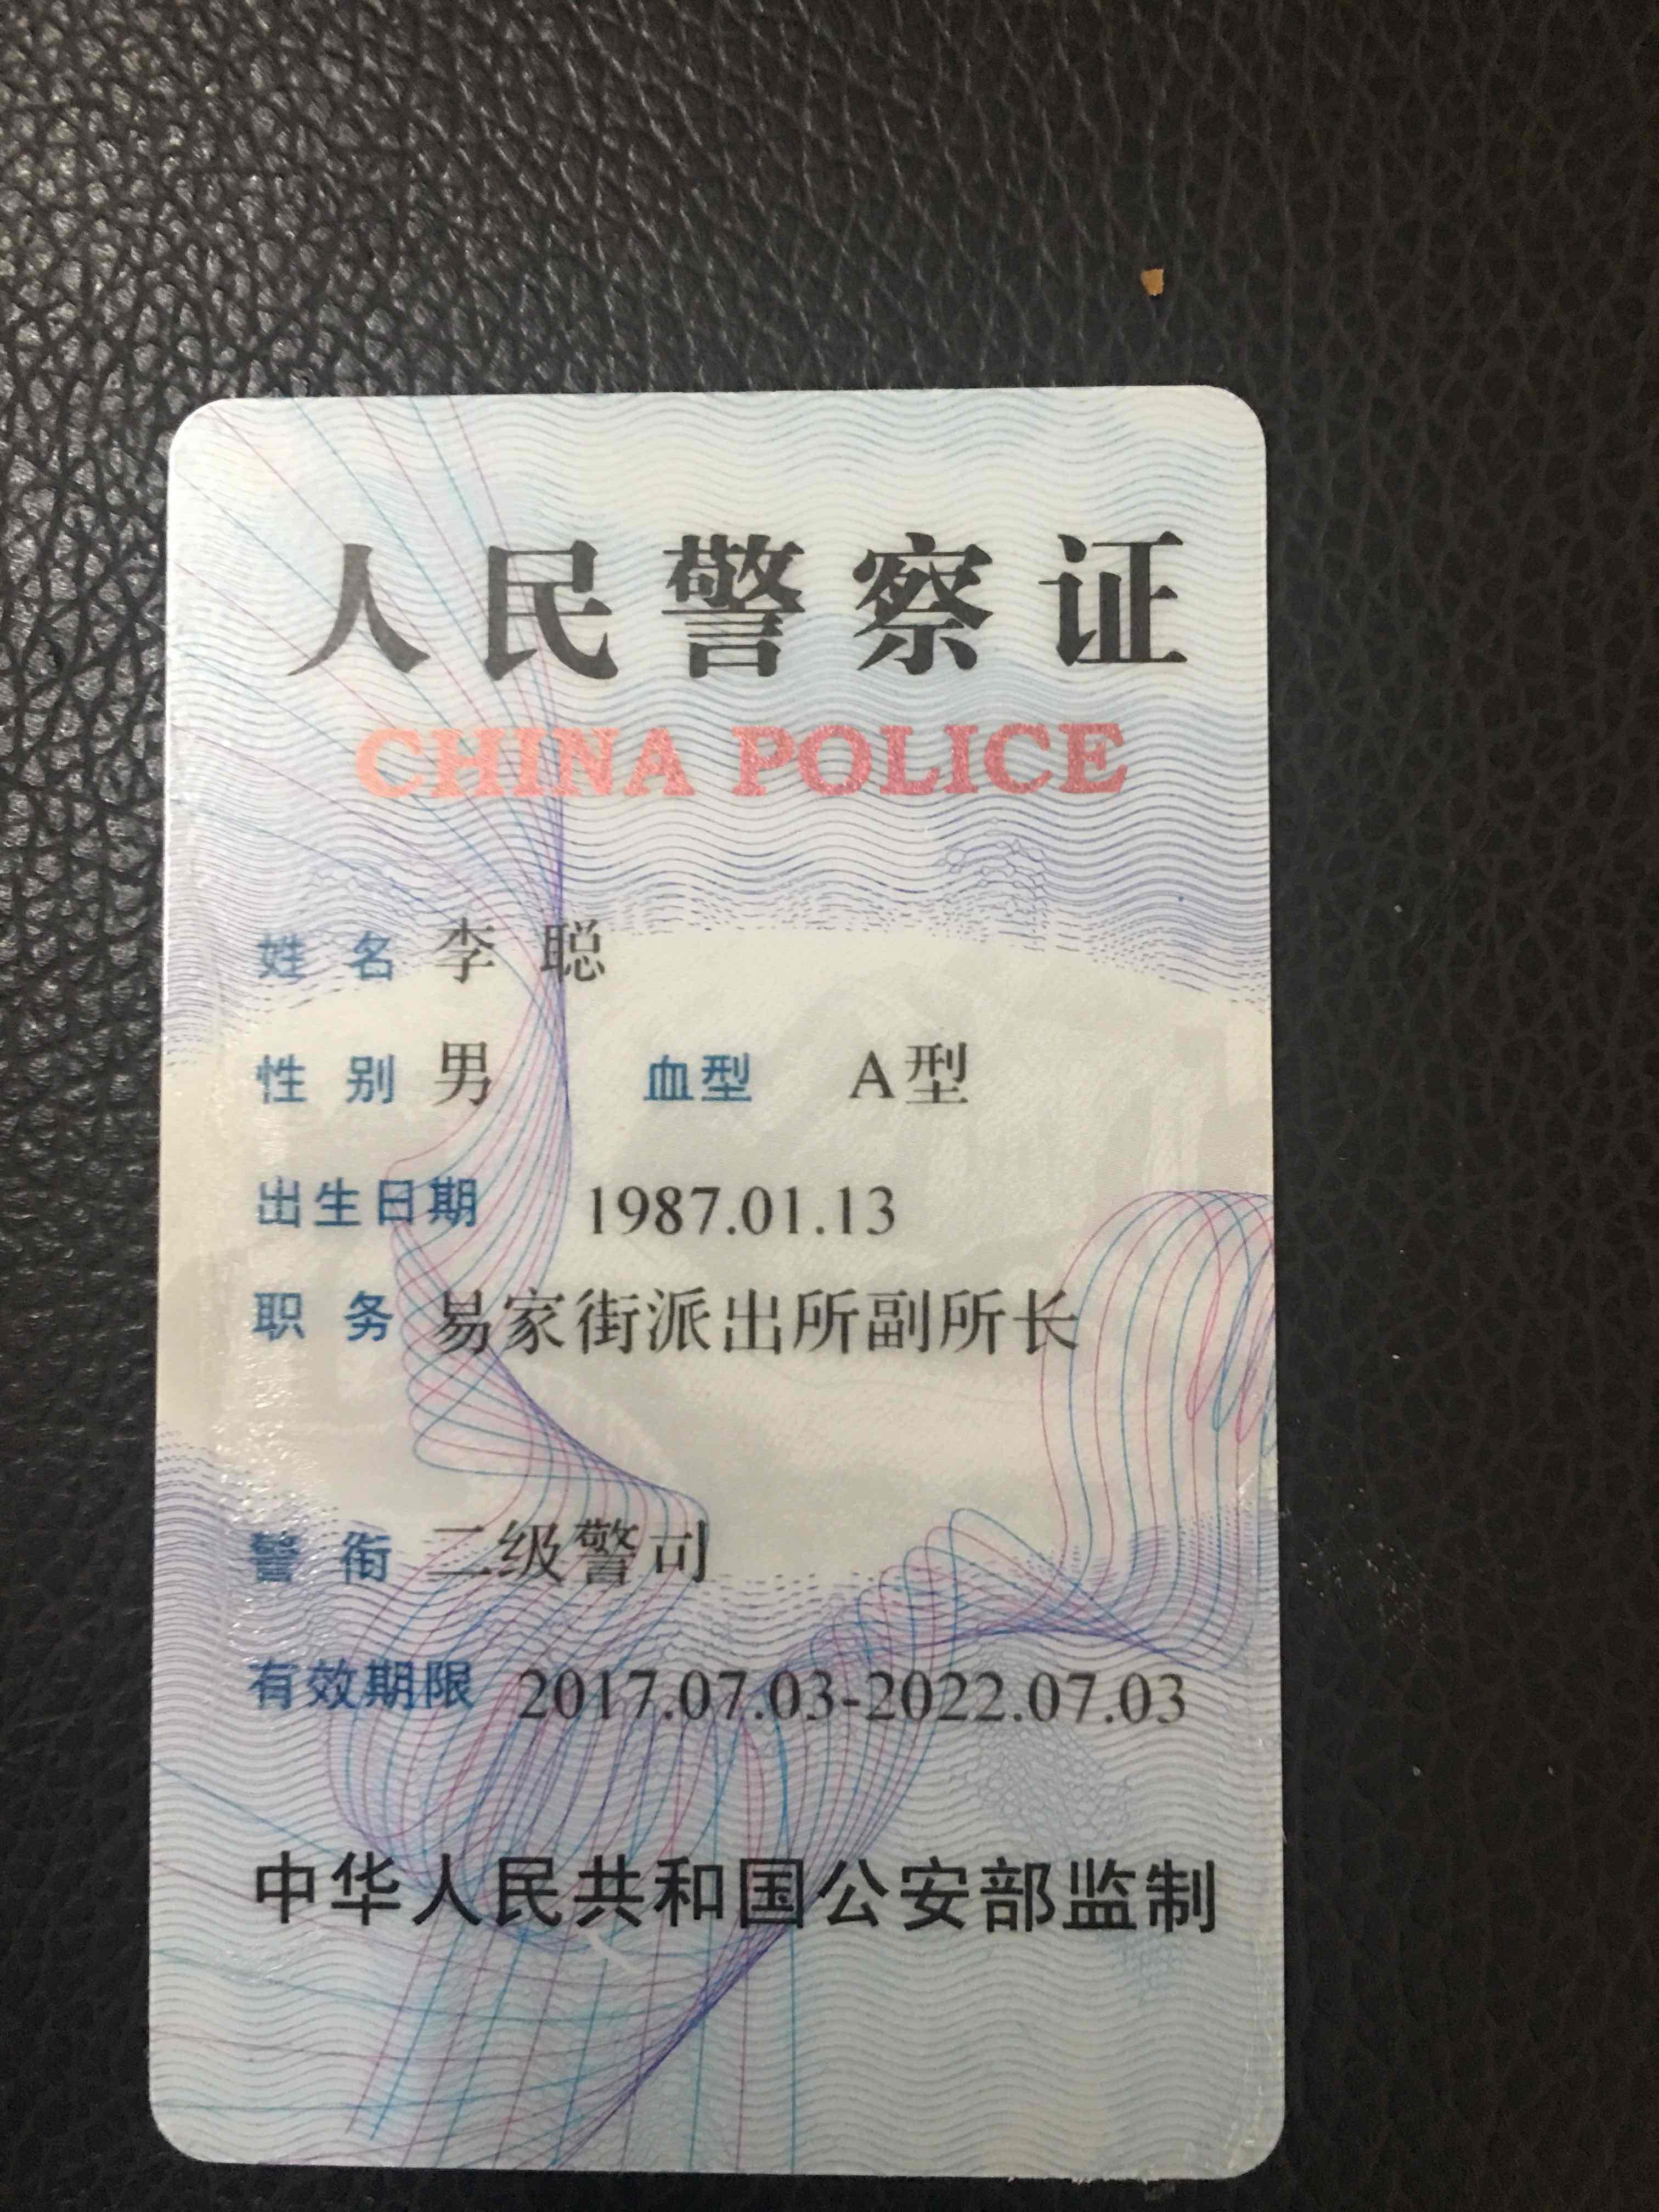 人民警察证
CHINA POLICE
姓名 李聪
性别 男 血型 A型
出生日期 1987.01.13
职务 易家街派出所副所长
警衔 二级警司
有效期限 2017.07.03-2022.07.03
中华人民共和国公安部监制